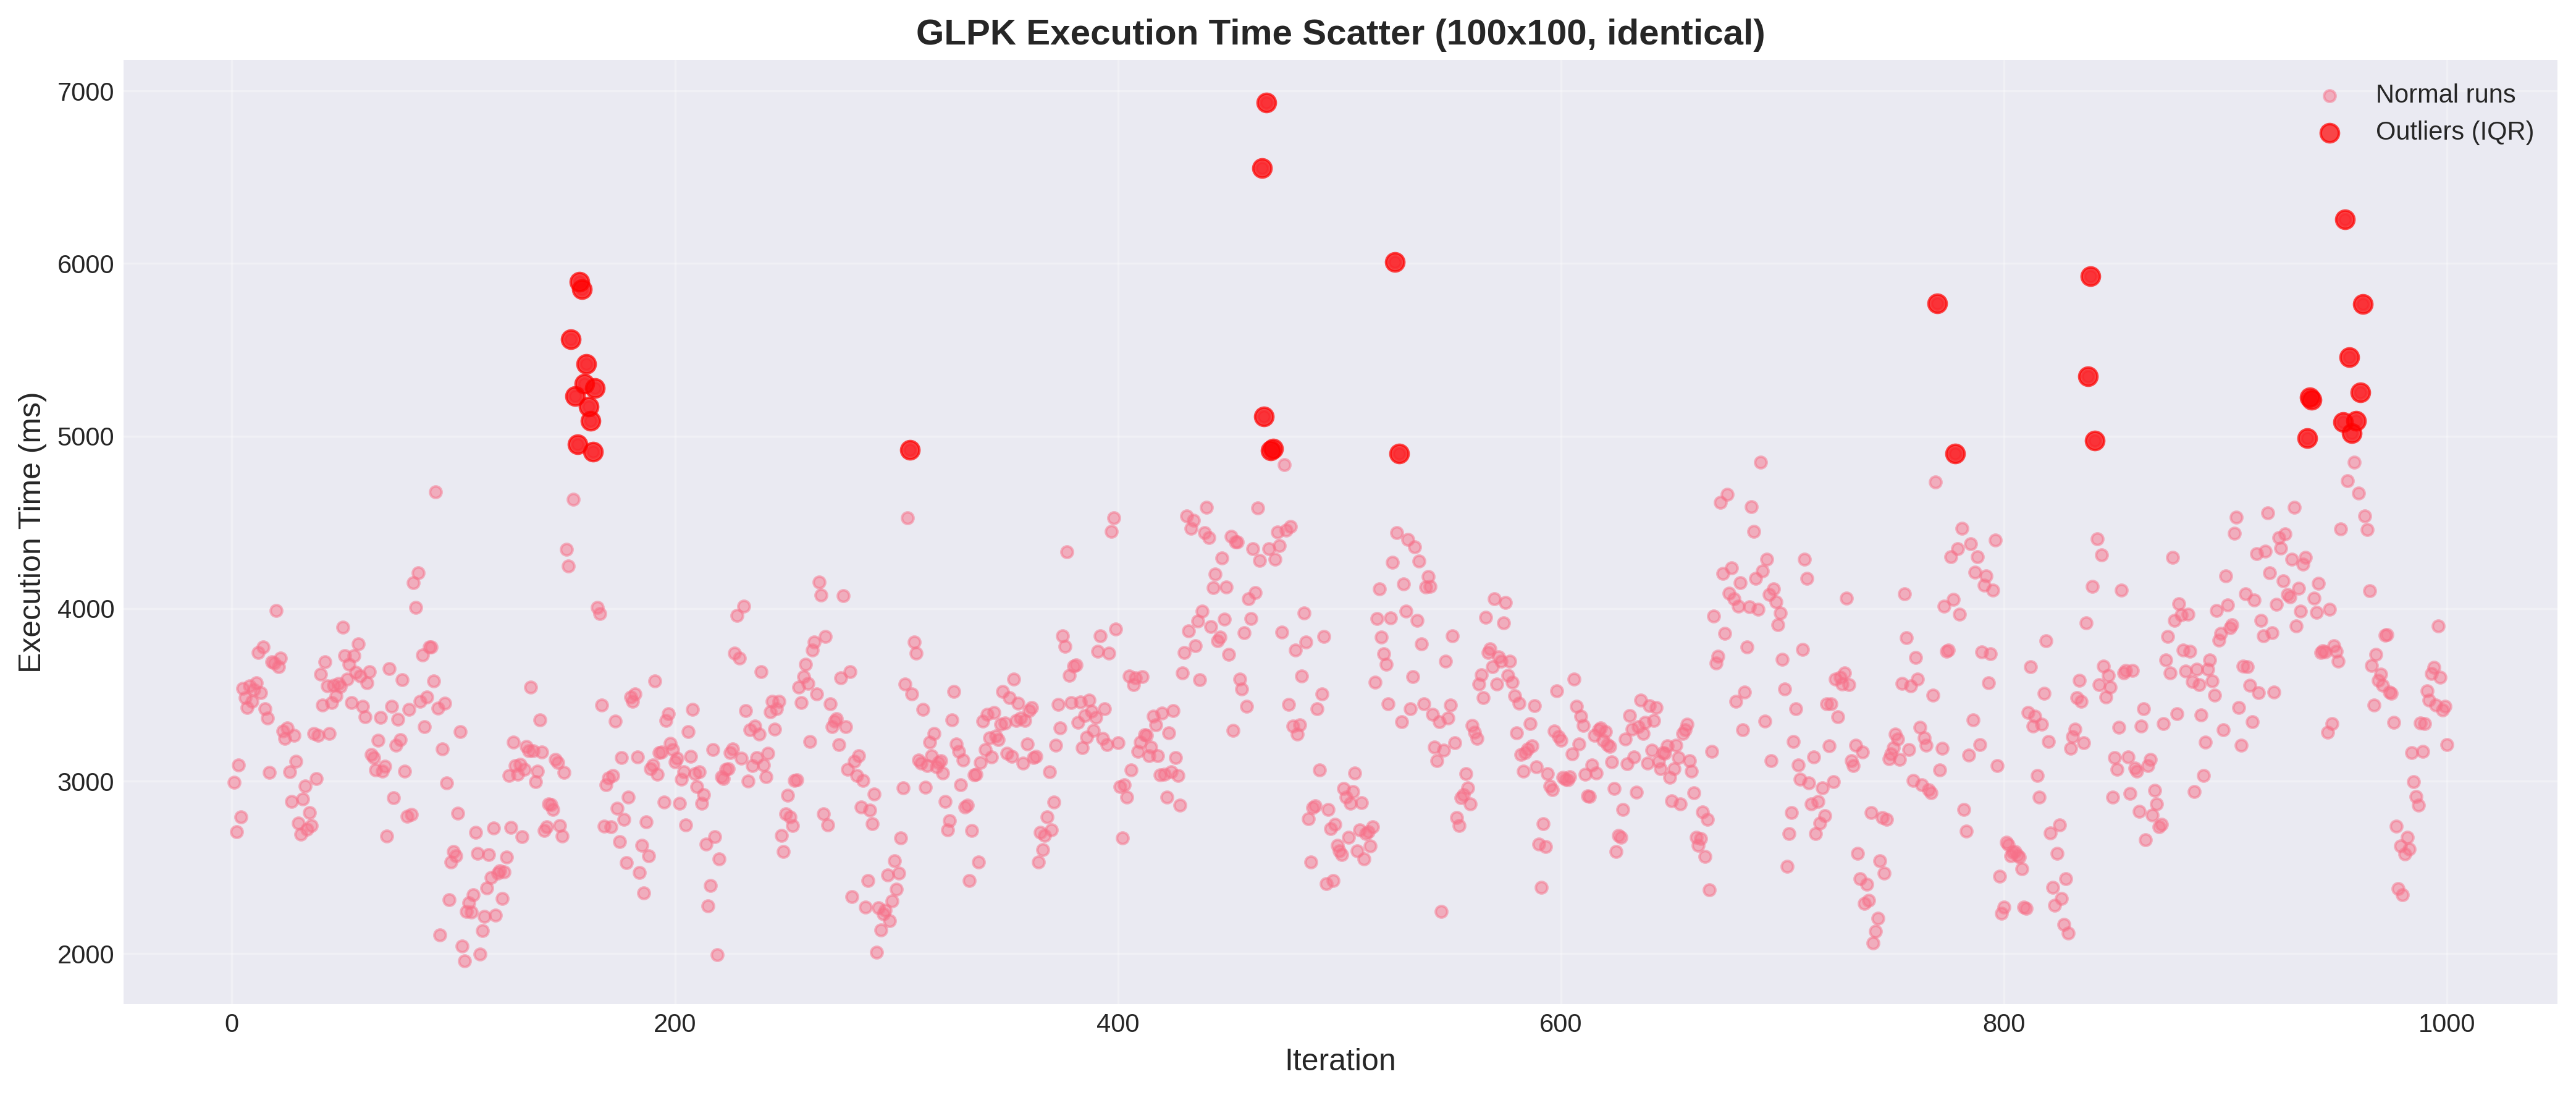 GLPK Execution Time Scatter (100x100, identical)
Normal runs
Outliers (IQR)
Execution Time (ms)
7000
6000
5000
4000
3000
2000
0
200
400
600
800
1000
Iteration